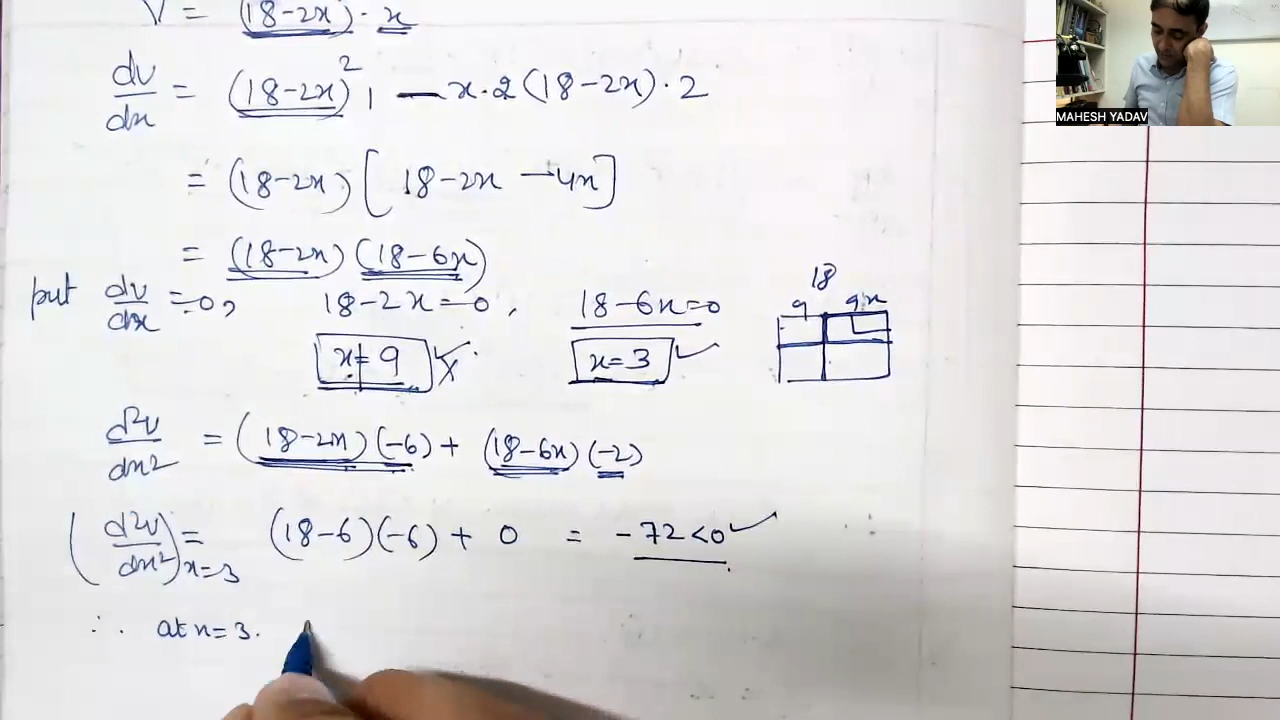 V = (18-2x)² · x
MAHESH YADAV
dv/dx = (18-2x)² 1 - x·2(18-2x)·2
= (18-2x) [18-2x -4x]
= (18-2x) (18-6x)
put dv/dx = 0, 18-2x=0, 18-6x=0
18
9 9 x
x=9 ✓ X x=3 ✓
d²v/dx² = (18-2x)(-6) + (18-6x)(-2)
(d²v/dx²)x=3 = (18-6)(-6) + 0 = -72<0 ✓
∴ at x=3.